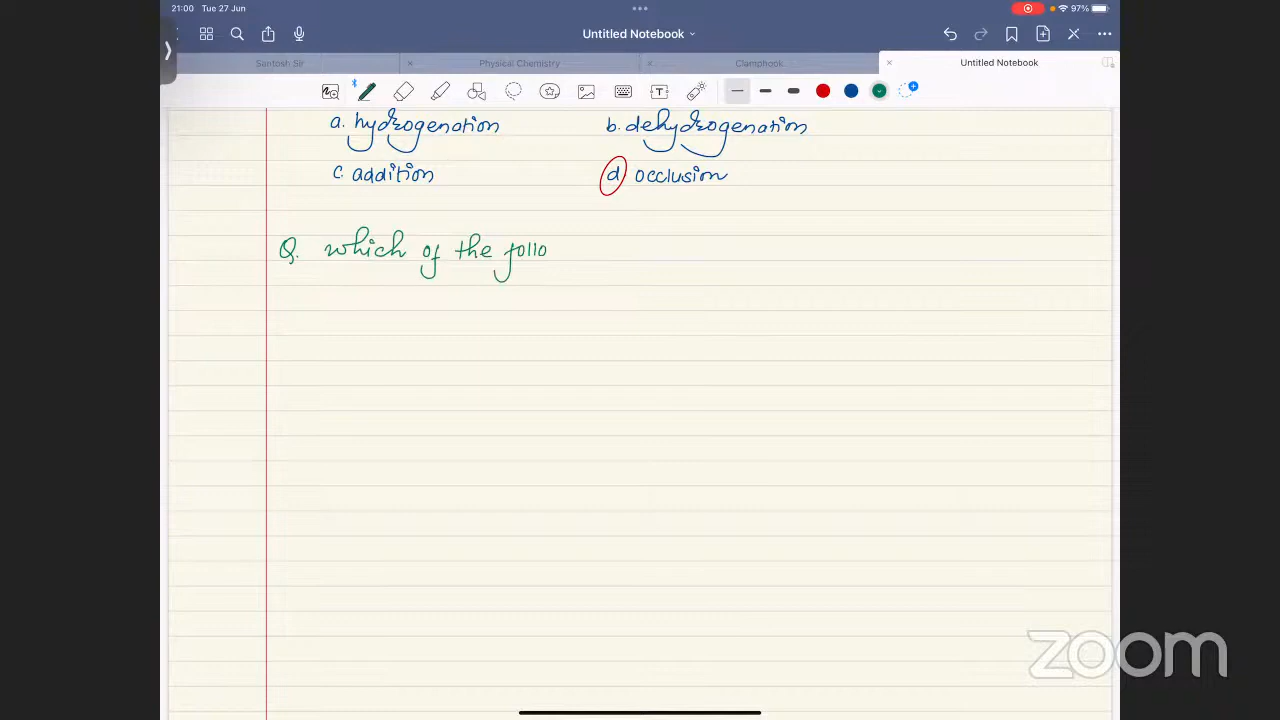 21:00 Tue 27 Jun
97%
Untitled Notebook
Santosh Sir
Physical Chemistry
Clamphook
Untitled Notebook
a. hydrogenation b. dehydrogenation
c. addition d occlusion
Q. which of the follo
zoom